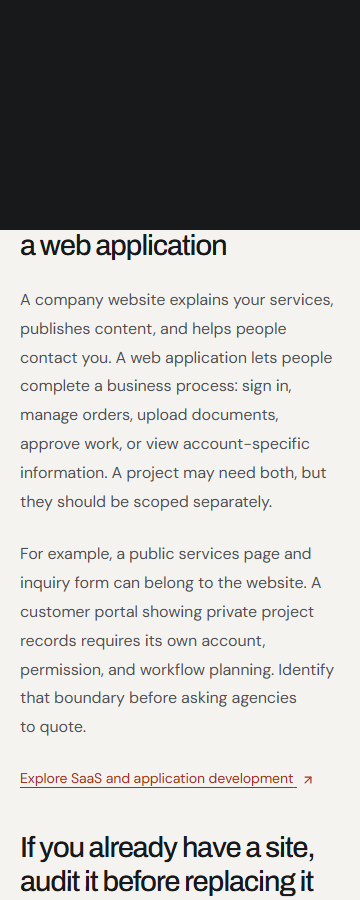 a web application
A company website explains your services,
publishes content, and helps people
contact you. A web application lets people
complete a business process: sign in,
manage orders, upload documents,
approve work, or view account-specific
information. A project may need both, but
they should be scoped separately.
For example, a public services page and
inquiry form can belong to the website. A
customer portal showing private project
records requires its own account,
permission, and workflow planning. Identify
that boundary before asking agencies
to quote.
Explore SaaS and application development ↗
If you already have a site,
audit it before replacing it